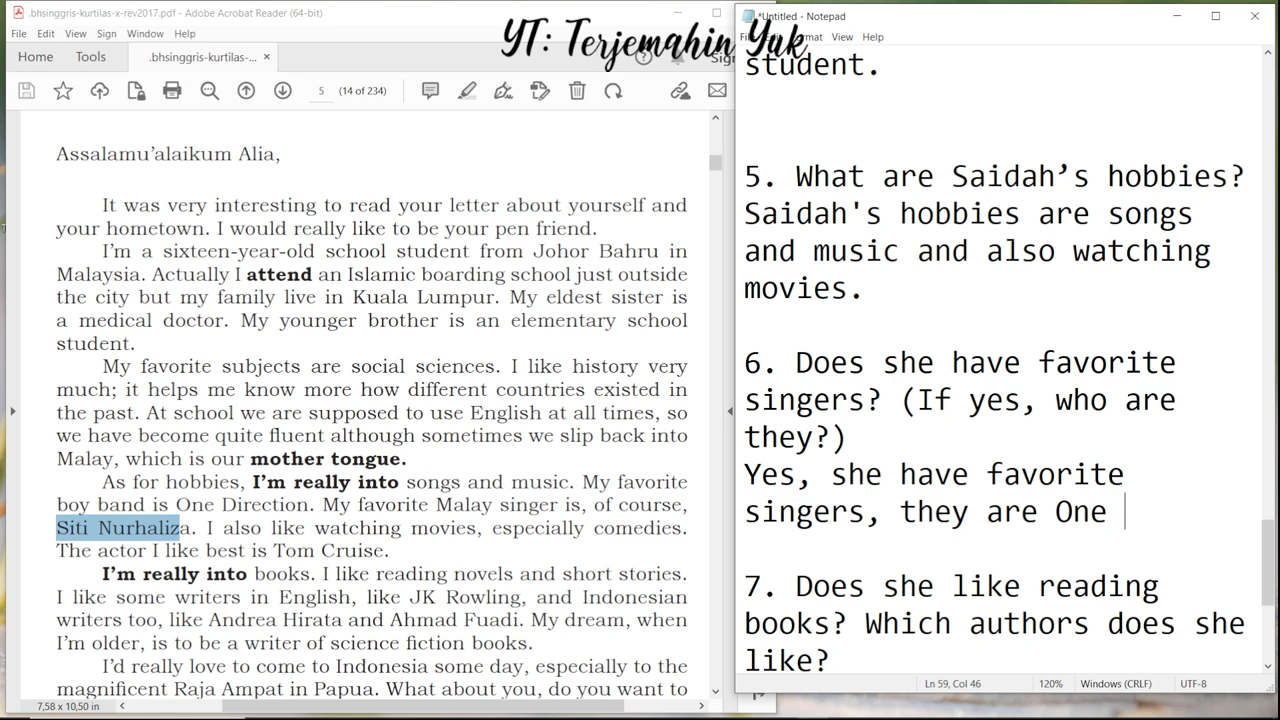 .bhsinggris-kurtilas-x-rev2017.pdf - Adobe Acrobat Reader (64-bit)
File Edit View Sign Window Help
Home Tools .bhsinggris-kurtilas-... ×
5 (14 of 234)
Assalamu'alaikum Alia,
It was very interesting to read your letter about yourself and
your hometown. I would really like to be your pen friend.
I'm a sixteen-year-old school student from Johor Bahru in
Malaysia. Actually I attend an Islamic boarding school just outside
the city but my family live in Kuala Lumpur. My eldest sister is
a medical doctor. My younger brother is an elementary school
student.
My favorite subjects are social sciences. I like history very
much; it helps me know more how different countries existed in
the past. At school we are supposed to use English at all times, so
we have become quite fluent although sometimes we slip back into
Malay, which is our mother tongue.
As for hobbies, I'm really into songs and music. My favorite
boy band is One Direction. My favorite Malay singer is, of course,
Siti Nurhaliza. I also like watching movies, especially comedies.
The actor I like best is Tom Cruise.
I'm really into books. I like reading novels and short stories.
I like some writers in English, like JK Rowling, and Indonesian
writers too, like Andrea Hirata and Ahmad Fuadi. My dream, when
I'm older, is to be a writer of science fiction books.
I'd really love to come to Indonesia some day, especially to the
magnificent Raja Ampat in Papua. What about you, do you want to
7,58 x 10,50 in
YT: Terjemahin Yuk
*Untitled - Notepad
View Help
student.
5. What are Saidah’s hobbies?
Saidah's hobbies are songs
and music and also watching
movies.
6. Does she have favorite
singers? (If yes, who are
they?)
Yes, she have favorite
singers, they are One
7. Does she like reading
books? Which authors does she
like?
Ln 59, Col 46 120% Windows (CRLF) UTF-8